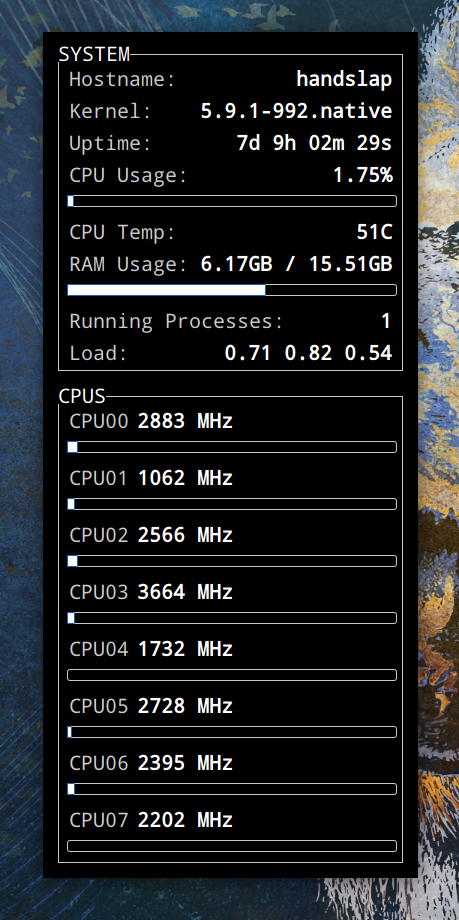 SYSTEM
Hostname: handslap
Kernel: 5.9.1-992.native
Uptime: 7d 9h 02m 29s
CPU Usage: 1.75%
CPU Temp: 51C
RAM Usage: 6.17GB / 15.51GB
Running Processes: 1
Load: 0.71 0.82 0.54
CPUS
CPU00 2883 MHz
CPU01 1062 MHz
CPU02 2566 MHz
CPU03 3664 MHz
CPU04 1732 MHz
CPU05 2728 MHz
CPU06 2395 MHz
CPU07 2202 MHz